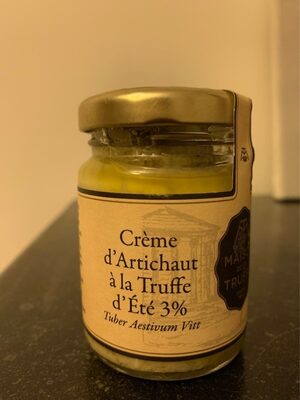 Crème
d'Artichaut
à la Truffe
d'Été 3%
Tuber Aestivum Vitt